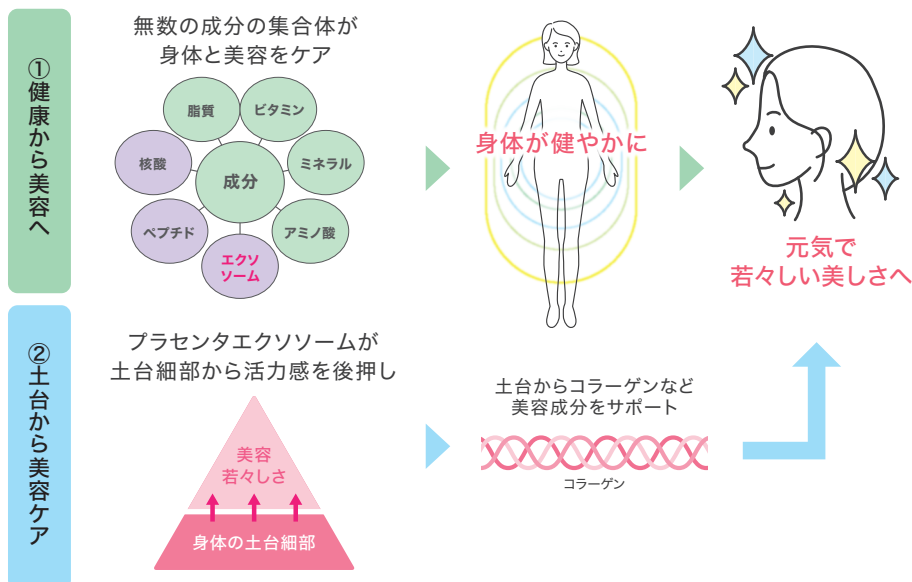 ①健康から美容へ
無数の成分の集合体が
身体と美容をケア
脂質
ビタミン
核酸
成分
ミネラル
ペプチド
アミノ酸
エクソ
ソーム
身体が健やかに
元気で
若々しい美しさへ
②土台から美容ケア
プラセンタエクソソームが
土台細部から活力感を後押し
美容
若々しさ
身体の土台細部
土台からコラーゲンなど
美容成分をサポート
コラーゲン